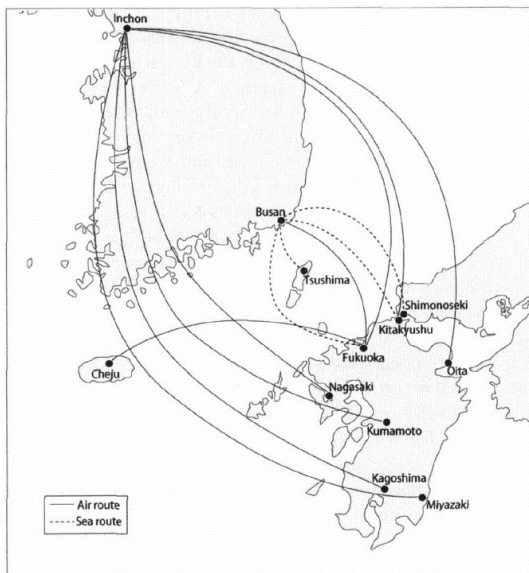 Inchon
Busan
Tsushima
Shimonoseki
Kitakyushu
Fukuoka
Cheju
Oita
Nagasaki
Kumamoto
Kagoshima
Miyazaki
Air route
Sea route